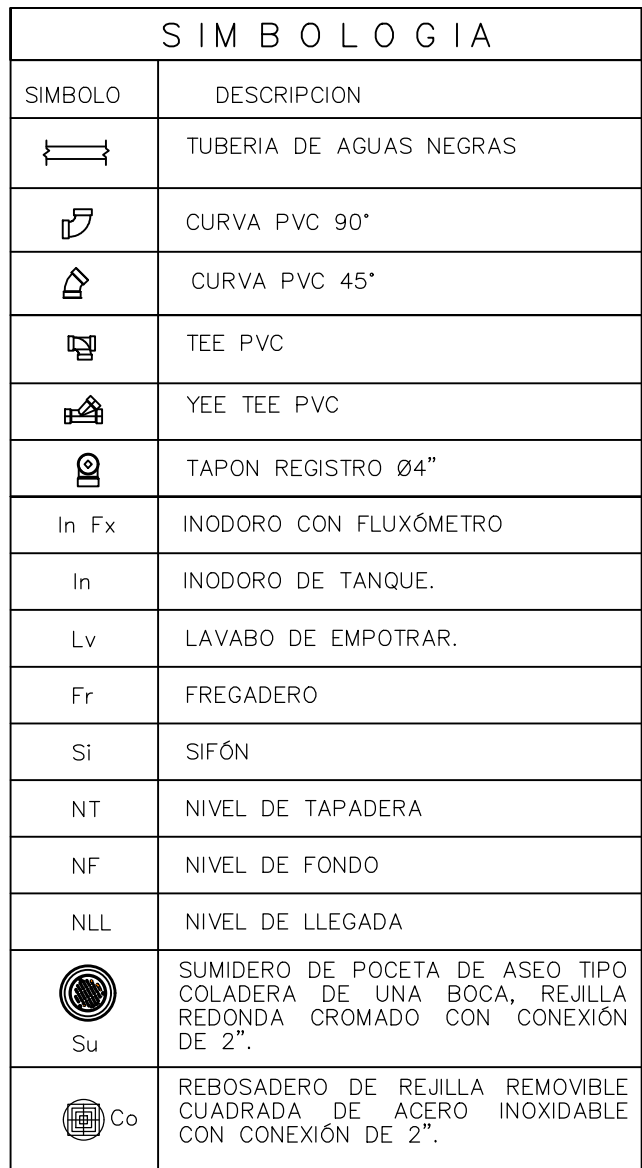 SIMBOLOGIA
SIMBOLO DESCRIPCION
TUBERIA DE AGUAS NEGRAS
CURVA PVC 90°
CURVA PVC 45°
TEE PVC
YEE TEE PVC
TAPON REGISTRO Ø4”
In Fx INODORO CON FLUXÓMETRO
In INODORO DE TANQUE.
Lv LAVABO DE EMPOTRAR.
Fr FREGADERO
Si SIFÓN
NT NIVEL DE TAPADERA
NF NIVEL DE FONDO
NLL NIVEL DE LLEGADA
SUMIDERO DE POCETA DE ASEO TIPO
COLADERA DE UNA BOCA, REJILLA
REDONDA CROMADO CON CONEXIÓN
DE 2”.
Su
REBOSADERO DE REJILLA REMOVIBLE
CUADRADA DE ACERO INOXIDABLE
CON CONEXIÓN DE 2”.
Co